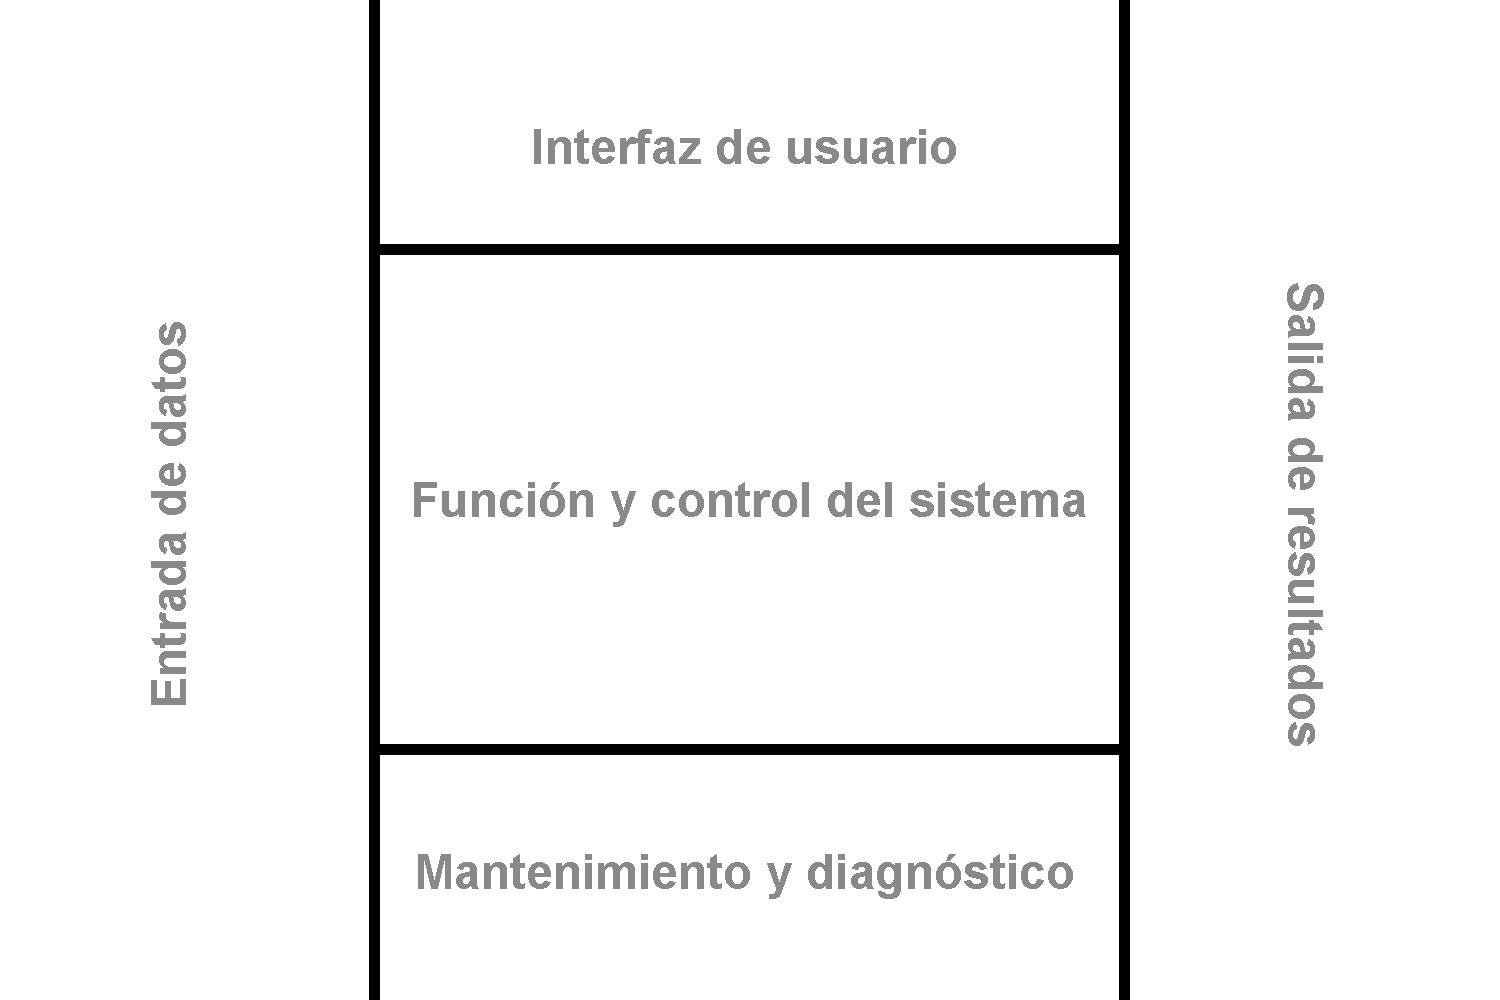 Interfaz de usuario
Entrada de datos
Función y control del sistema
Salida de resultados
Mantenimiento y diagnóstico